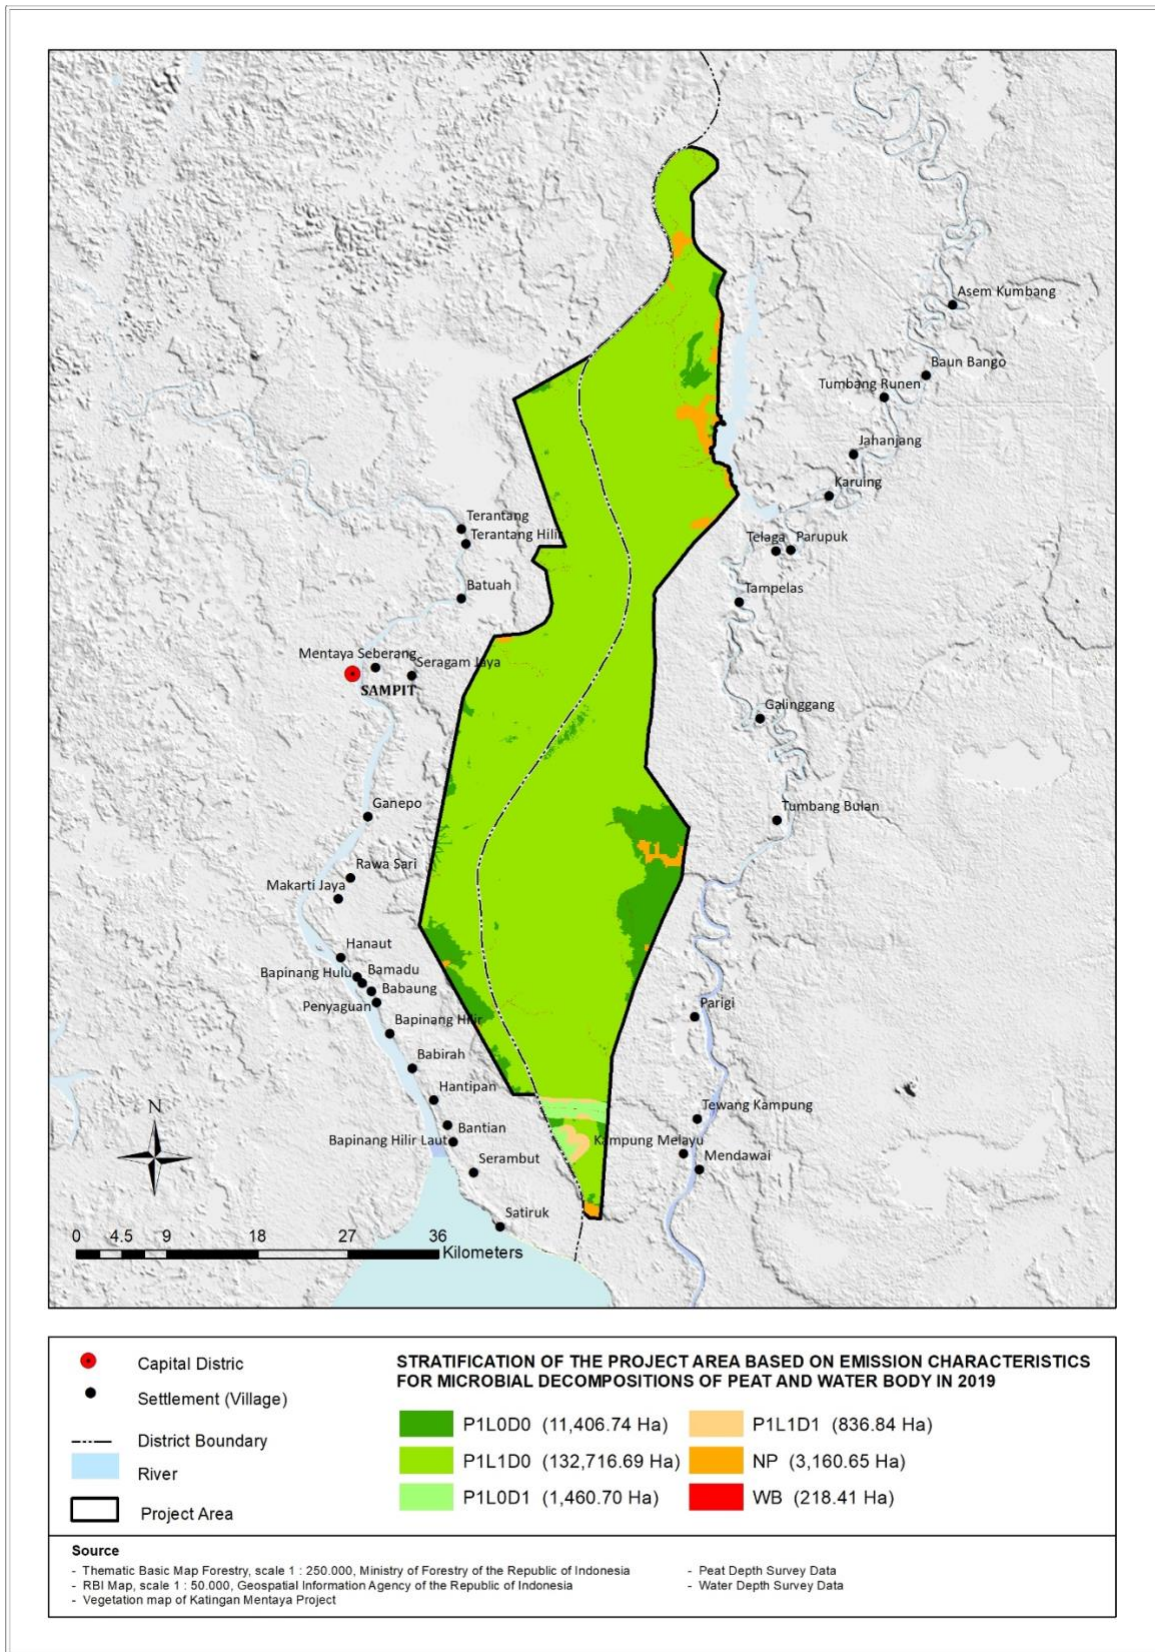 Asem Kumbang
Baun Bango
Tumbang Runen
Jahanjang
Karuing
Terantang
Terantang Hilir
Telaga
Parupuk
Batuah
Tampelas
Mentaya Seberang
Seragam Jaya
SAMPIT
Galinggang
Ganepo
Tumbang Bulan
Rawa Sari
Makarti Jaya
Hanaut
Bapinang Hulu
Bamadu
Babaung
Penyaguan
Bapinang Hilir
Parigi
Babirah
Hantipan
Tewang Kampung
Bantian
Bapinang Hilir Laut
Kampung Melayu
Mendawai
Serambut
Satiruk
N
0 4.5 9 18 27 36
Kilometers
Capital Distric
Settlement (Village)
District Boundary
River
Project Area
STRATIFICATION OF THE PROJECT AREA BASED ON EMISSION CHARACTERISTICS
FOR MICROBIAL DECOMPOSITIONS OF PEAT AND WATER BODY IN 2019
P1L0D0 (11,406.74 Ha)
P1L1D0 (132,716.69 Ha)
P1L0D1 (1,460.70 Ha)
P1L1D1 (836.84 Ha)
NP (3,160.65 Ha)
WB (218.41 Ha)
Source
- Thematic Basic Map Forestry, scale 1 : 250.000, Ministry of Forestry of the Republic of Indonesia
- RBI Map, scale 1 : 50.000, Geospatial Information Agency of the Republic of Indonesia
- Vegetation map of Katingan Mentaya Project
- Peat Depth Survey Data
- Water Depth Survey Data